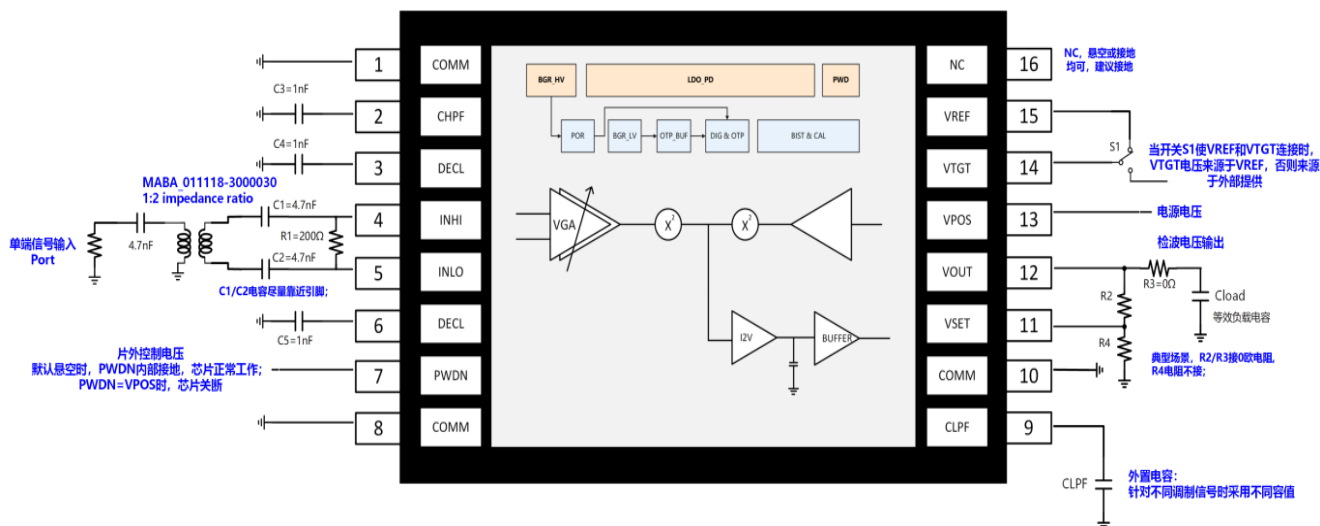 1
COMM
C3=1nF
2
CHPF
C4=1nF
3
DECL
MABA_011118-3000030
1:2 impedance ratio
C1=4.7nF
4
INHI
4.7nF
R1=200Ω
单端信号输入
Port
C2=4.7nF
5
INLO
C1/C2电容尽量靠近引脚;
6
DECL
C5=1nF
片外控制电压
默认悬空时，PWDN内部接地，芯片正常工作;
PWDN=VPOS时，芯片关断
7
PWDN
8
COMM
BGR_HV
LDO_PD
PWD
POR
BGR_LV
OTP_BUF
DIG & OTP
BIST & CAL
VGA
X²
X²
I2V
BUFFER
NC
16
NC，悬空或接地
均可，建议接地
VREF
15
S1
当开关S1使VREF和VTGT连接时，
VTGT电压来源于VREF，否则来源
于外部提供
VTGT
14
VPOS
13
电源电压
检波电压输出
VOUT
12
R3=0Ω
R2
Cload
等效负载电容
VSET
11
R4
典型场景，R2/R3接0欧电阻,
R4电阻不接;
COMM
10
CLPF
9
CLPF
外置电容:
针对不同调制信号时采用不同容值